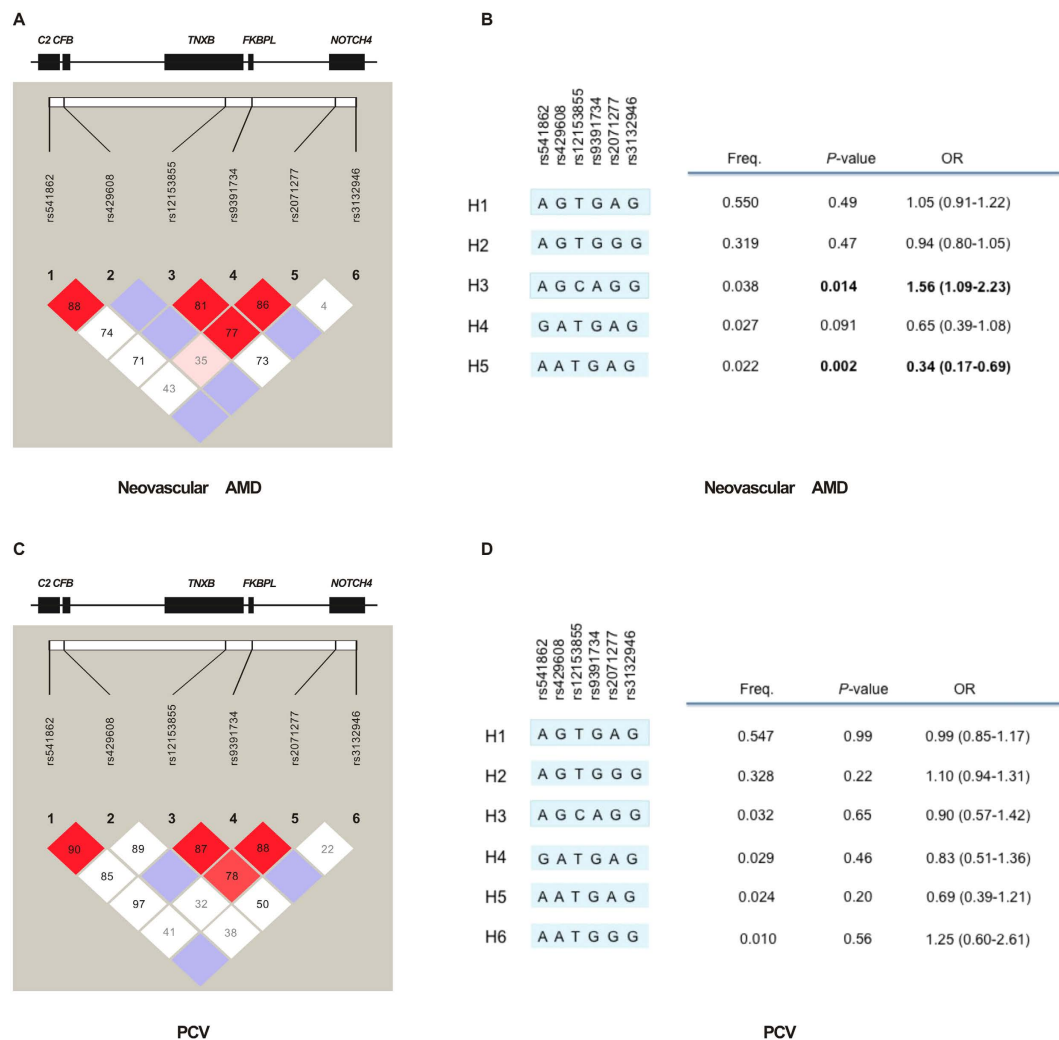 A
C2 CFB TNXB FKBPL NOTCH4
rs541862 rs429608 rs12153855 rs9391734 rs2071277 rs3132946
1 2 3 4 5 6
88 81 86 4
74 77
71 35 73
43
Neovascular AMD
B
rs541862 rs429608 rs12153855 rs9391734 rs2071277 rs3132946
Freq. P-value OR
H1 A G T G A G 0.550 0.49 1.05 (0.91-1.22)
H2 A G T G G G 0.319 0.47 0.94 (0.80-1.05)
H3 A G C A G G 0.038 0.014 1.56 (1.09-2.23)
H4 G A T G A G 0.027 0.091 0.65 (0.39-1.08)
H5 A A T G A G 0.022 0.002 0.34 (0.17-0.69)
Neovascular AMD
C
C2 CFB TNXB FKBPL NOTCH4
rs541862 rs429608 rs12153855 rs9391734 rs2071277 rs3132946
1 2 3 4 5 6
90 89 87 88 22
85 78
97 32 50
41 38
PCV
D
rs541862 rs429608 rs12153855 rs9391734 rs2071277 rs3132946
Freq. P-value OR
H1 A G T G A G 0.547 0.99 0.99 (0.85-1.17)
H2 A G T G G G 0.328 0.22 1.10 (0.94-1.31)
H3 A G C A G G 0.032 0.65 0.90 (0.57-1.42)
H4 G A T G A G 0.029 0.46 0.83 (0.51-1.36)
H5 A A T G A G 0.024 0.20 0.69 (0.39-1.21)
H6 A A T G G G 0.010 0.56 1.25 (0.60-2.61)
PCV